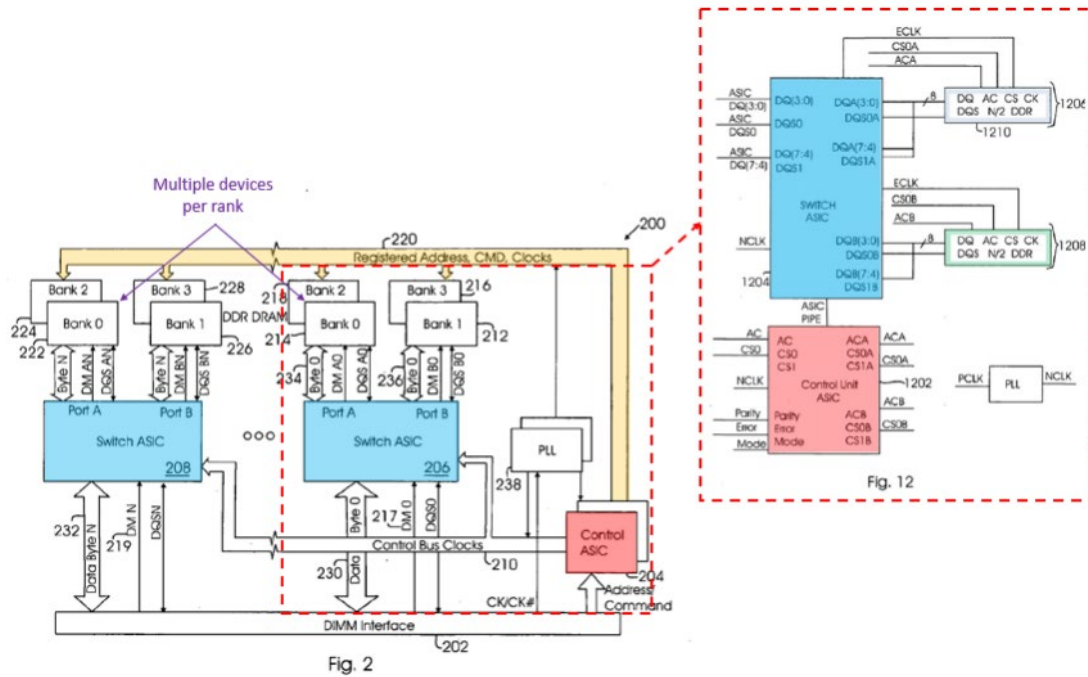 Multiple devices
per rank
220
200
Registered Address, CMD, Clocks
Bank 2
Bank 3
228
218
Bank 2
Bank 3
216
Bank 0
Bank 1
DDR DRAM
Bank 0
Bank 1
224
222
226
214
212
Byte N
DM AN
DQS AN
Byte N
DM BN
DQS BN
234
Byte 0
DM A0
DQS A0
236
Byte 0
DM B0
DQS B0
Port A
Port B
Port A
Port B
Switch ASIC
208
Switch ASIC
206
PLL
238
232
Data Byte N
219
DM N
DQSN
217
Byte 0
DM 0
DQS0
Control
ASIC
204
Control Bus Clocks
210
230
Data
CK/CK#
Address/
Command
DIMM Interface
202
Fig. 2
ECLK
CS0A
ACA
ASIC
DQ(3:0)
DQ(3:0)
DQA(3:0)
8
DQ AC CS CK
1206
ASIC
DQS0
DQS0
DQS0A
DQS N/2 DDR
1210
ASIC
DQ(7:4)
DQ(7:4)
DQS1
DQA(7:4)
DQS1A
ECLK
SWITCH
ASIC
CS0B
ACB
NCLK
DQB(3:0)
DQS0B
8
DQ AC CS CK
DQS N/2 DDR
1208
1204
DQB(7:4)
DQS1B
ASIC
PIPE
AC
AC
ACA
ACA
CS0
CS0
CS1
CS0A
CS1A
CS0A
1202
NCLK
Control Unit
ASIC
PCLK
PLL
NCLK
ACB
ACB
Parity
Parity
CS0B
CS0B
Error
Error
CS1B
Mode
Mode
Fig. 12